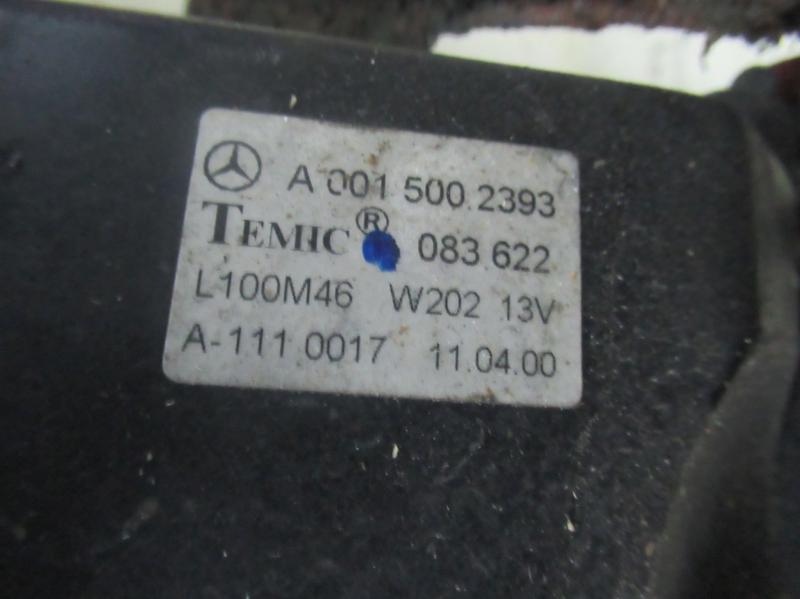 A 001 500 2393
TEMIC® 083 622
L100M46 W202 13V
A-111 0017 11.04.00